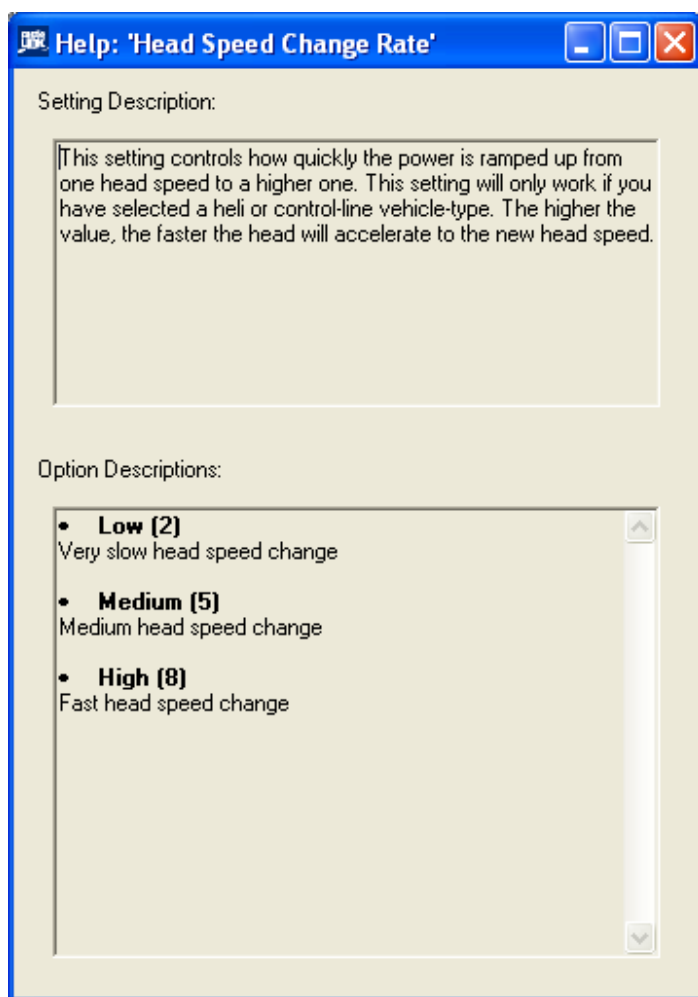 Help: 'Head Speed Change Rate'
Setting Description:
This setting controls how quickly the power is ramped up from
one head speed to a higher one. This setting will only work if you
have selected a heli or control-line vehicle-type. The higher the
value, the faster the head will accelerate to the new head speed.
Option Descriptions:
• Low (2)
Very slow head speed change
• Medium (5)
Medium head speed change
• High (8)
Fast head speed change